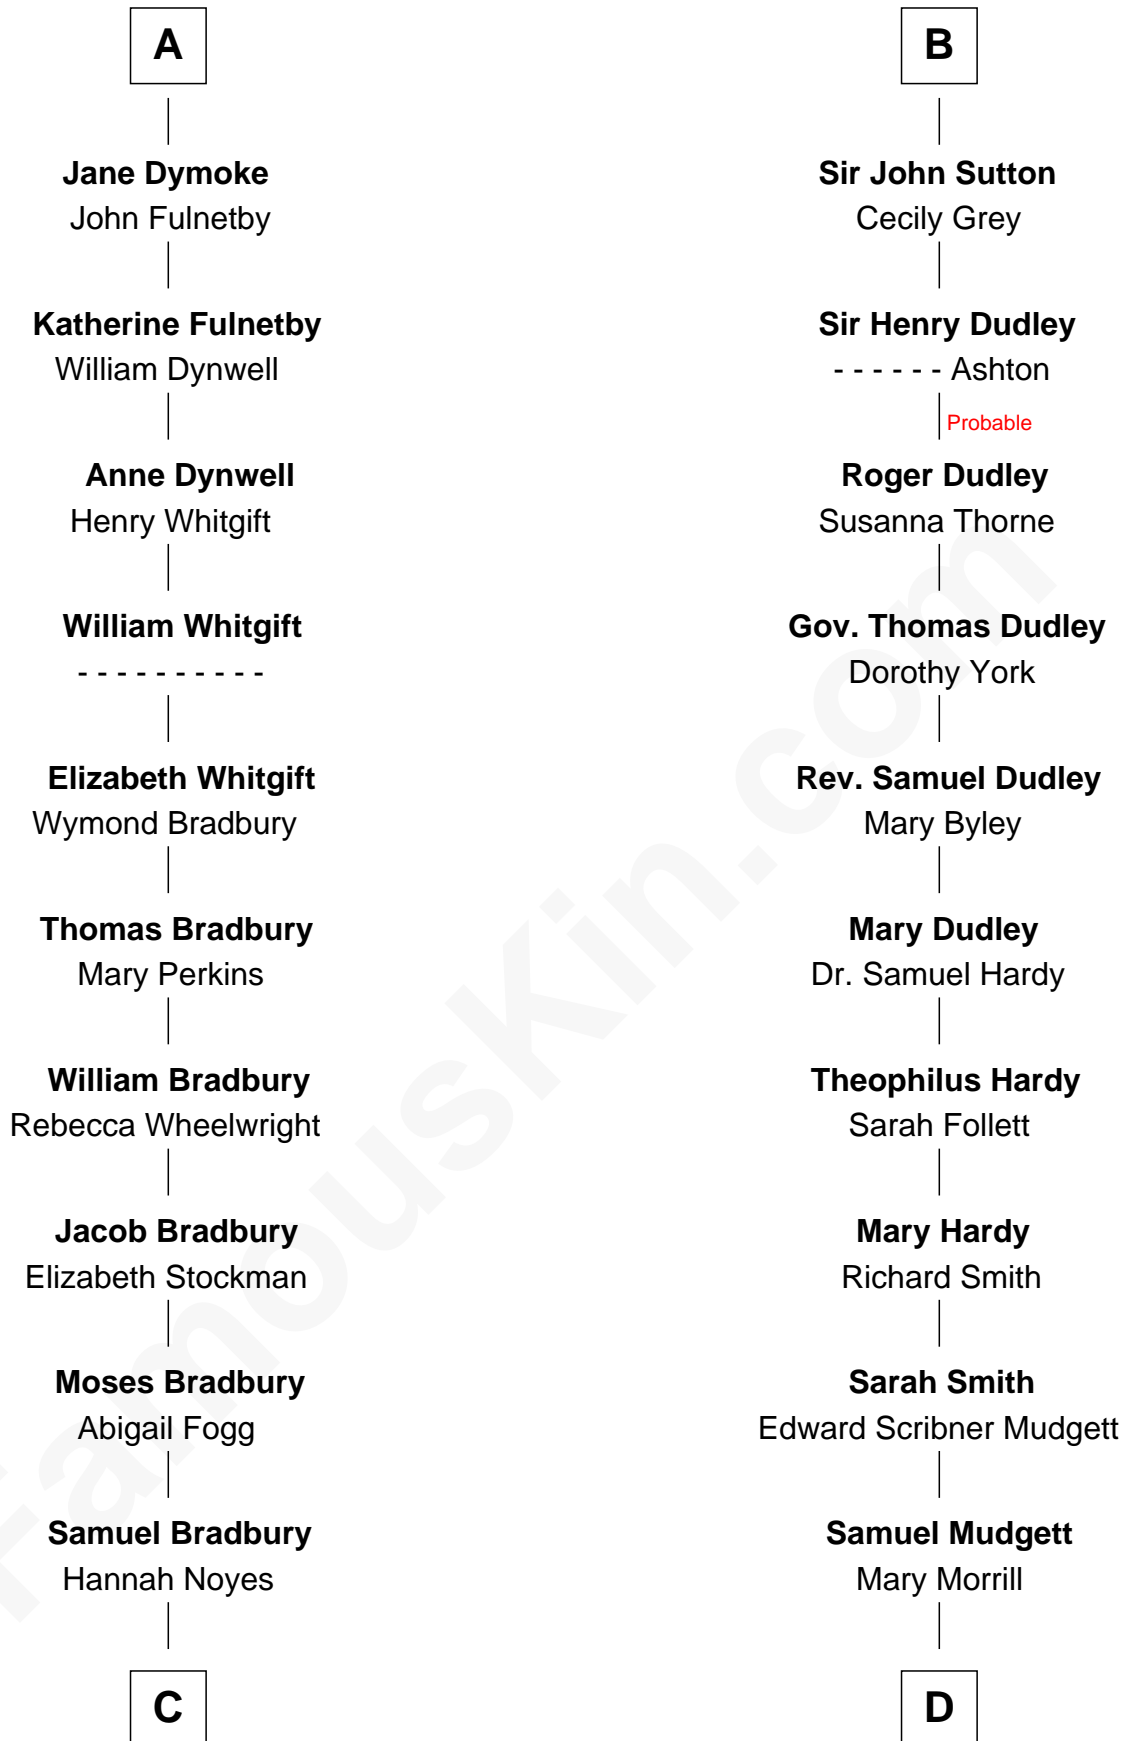 A
Jane Dymoke
John Fulnetby
Katherine Fulnetby
William Dynwell
Anne Dynwell
Henry Whitgift
William Whitgift
- - - - - - - - - -
Elizabeth Whitgift
Wymond Bradbury
Thomas Bradbury
Mary Perkins
William Bradbury
Rebecca Wheelwright
Jacob Bradbury
Elizabeth Stockman
Moses Bradbury
Abigail Fogg
Samuel Bradbury
Hannah Noyes
C
B
Sir John Sutton
Cecily Grey
Sir Henry Dudley
- - - - - - Ashton
Probable
Roger Dudley
Susanna Thorne
Gov. Thomas Dudley
Dorothy York
Rev. Samuel Dudley
Mary Byley
Mary Dudley
Dr. Samuel Hardy
Theophilus Hardy
Sarah Follett
Mary Hardy
Richard Smith
Sarah Smith
Edward Scribner Mudgett
Samuel Mudgett
Mary Morrill
D
FamousKin.com